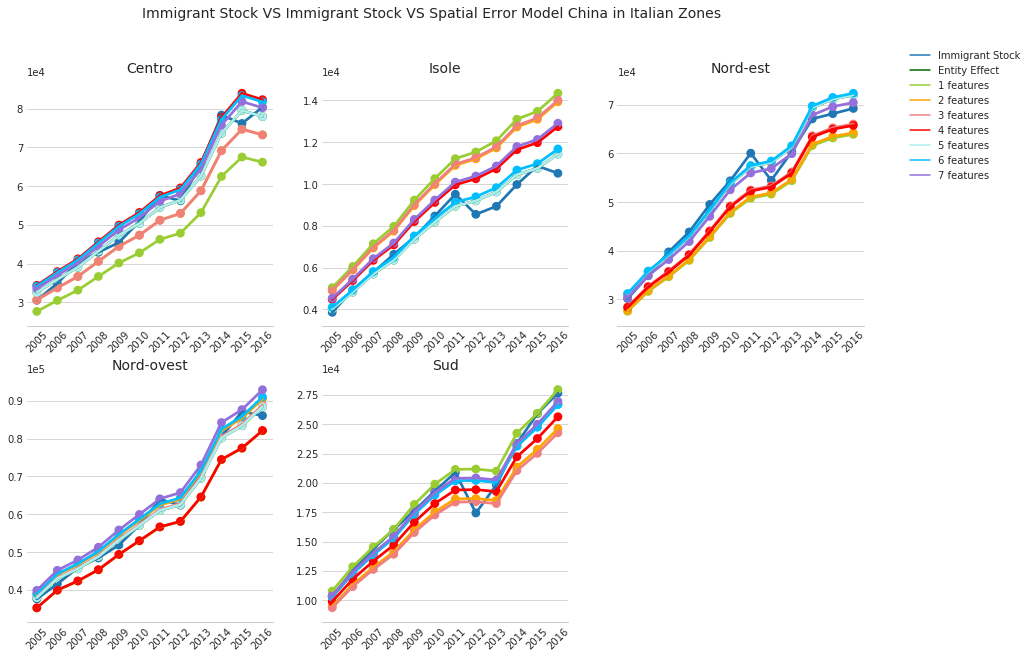 Immigrant Stock VS Immigrant Stock VS Spatial Error Model China in Italian Zones
Immigrant Stock
Entity Effect
1 features
2 features
3 features
4 features
5 features
6 features
7 features
Centro
1e4
8
7
6
5
4
3
2005 2006 2007 2008 2009 2010 2011 2012 2013 2014 2015 2016
Isole
1e4
1.4
1.2
1.0
0.8
0.6
0.4
2005 2006 2007 2008 2009 2010 2011 2012 2013 2014 2015 2016
Nord-est
1e4
7
6
5
4
3
2005 2006 2007 2008 2009 2010 2011 2012 2013 2014 2015 2016
Nord-ovest
1e5
0.9
0.8
0.7
0.6
0.5
0.4
2005 2006 2007 2008 2009 2010 2011 2012 2013 2014 2015 2016
Sud
1e4
2.75
2.50
2.25
2.00
1.75
1.50
1.25
1.00
2005 2006 2007 2008 2009 2010 2011 2012 2013 2014 2015 2016